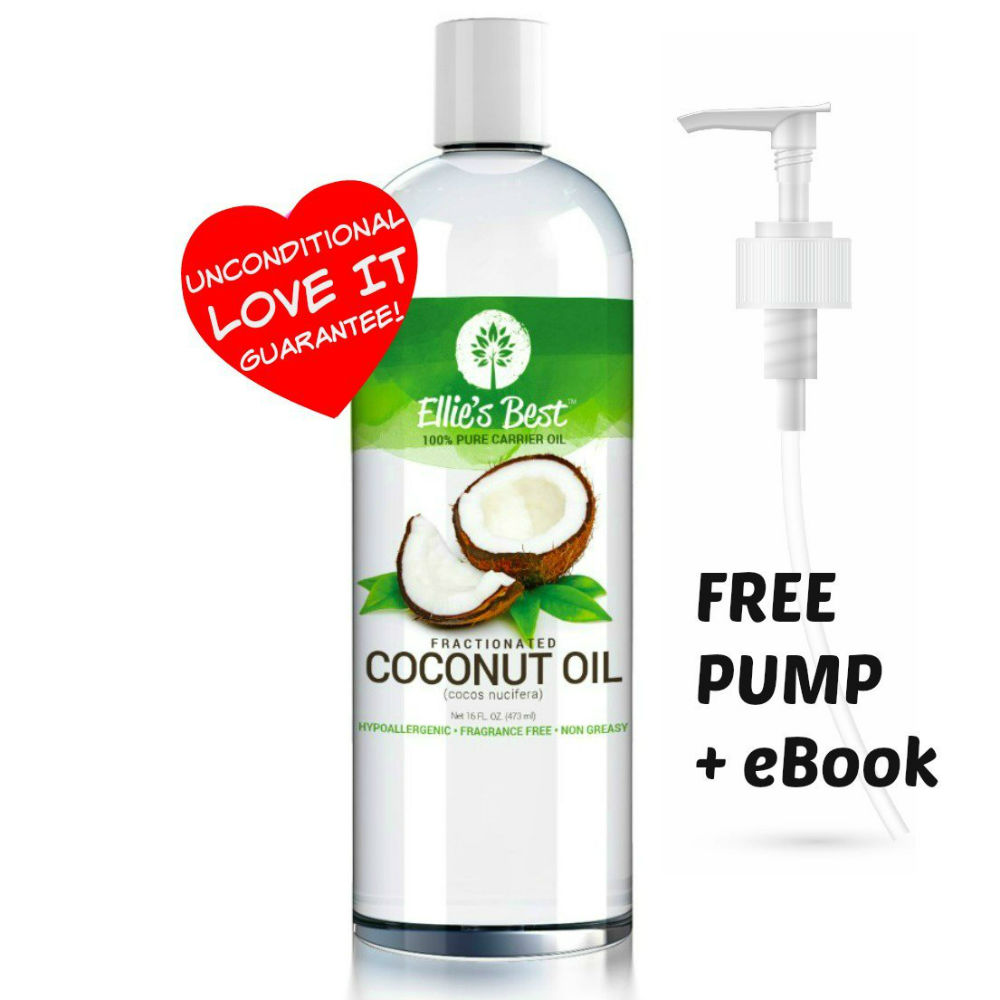 UNCONDITIONAL
LOVE IT
GUARANTEE!
Ellie's Best™
100% PURE CARRIER OIL
FRACTIONATED
COCONUT OIL
(cocos nucifera)
Net 16 FL. OZ. (473 ml)
HYPOALLERGENIC • FRAGRANCE FREE • NON GREASY
FREE
PUMP
+ eBook